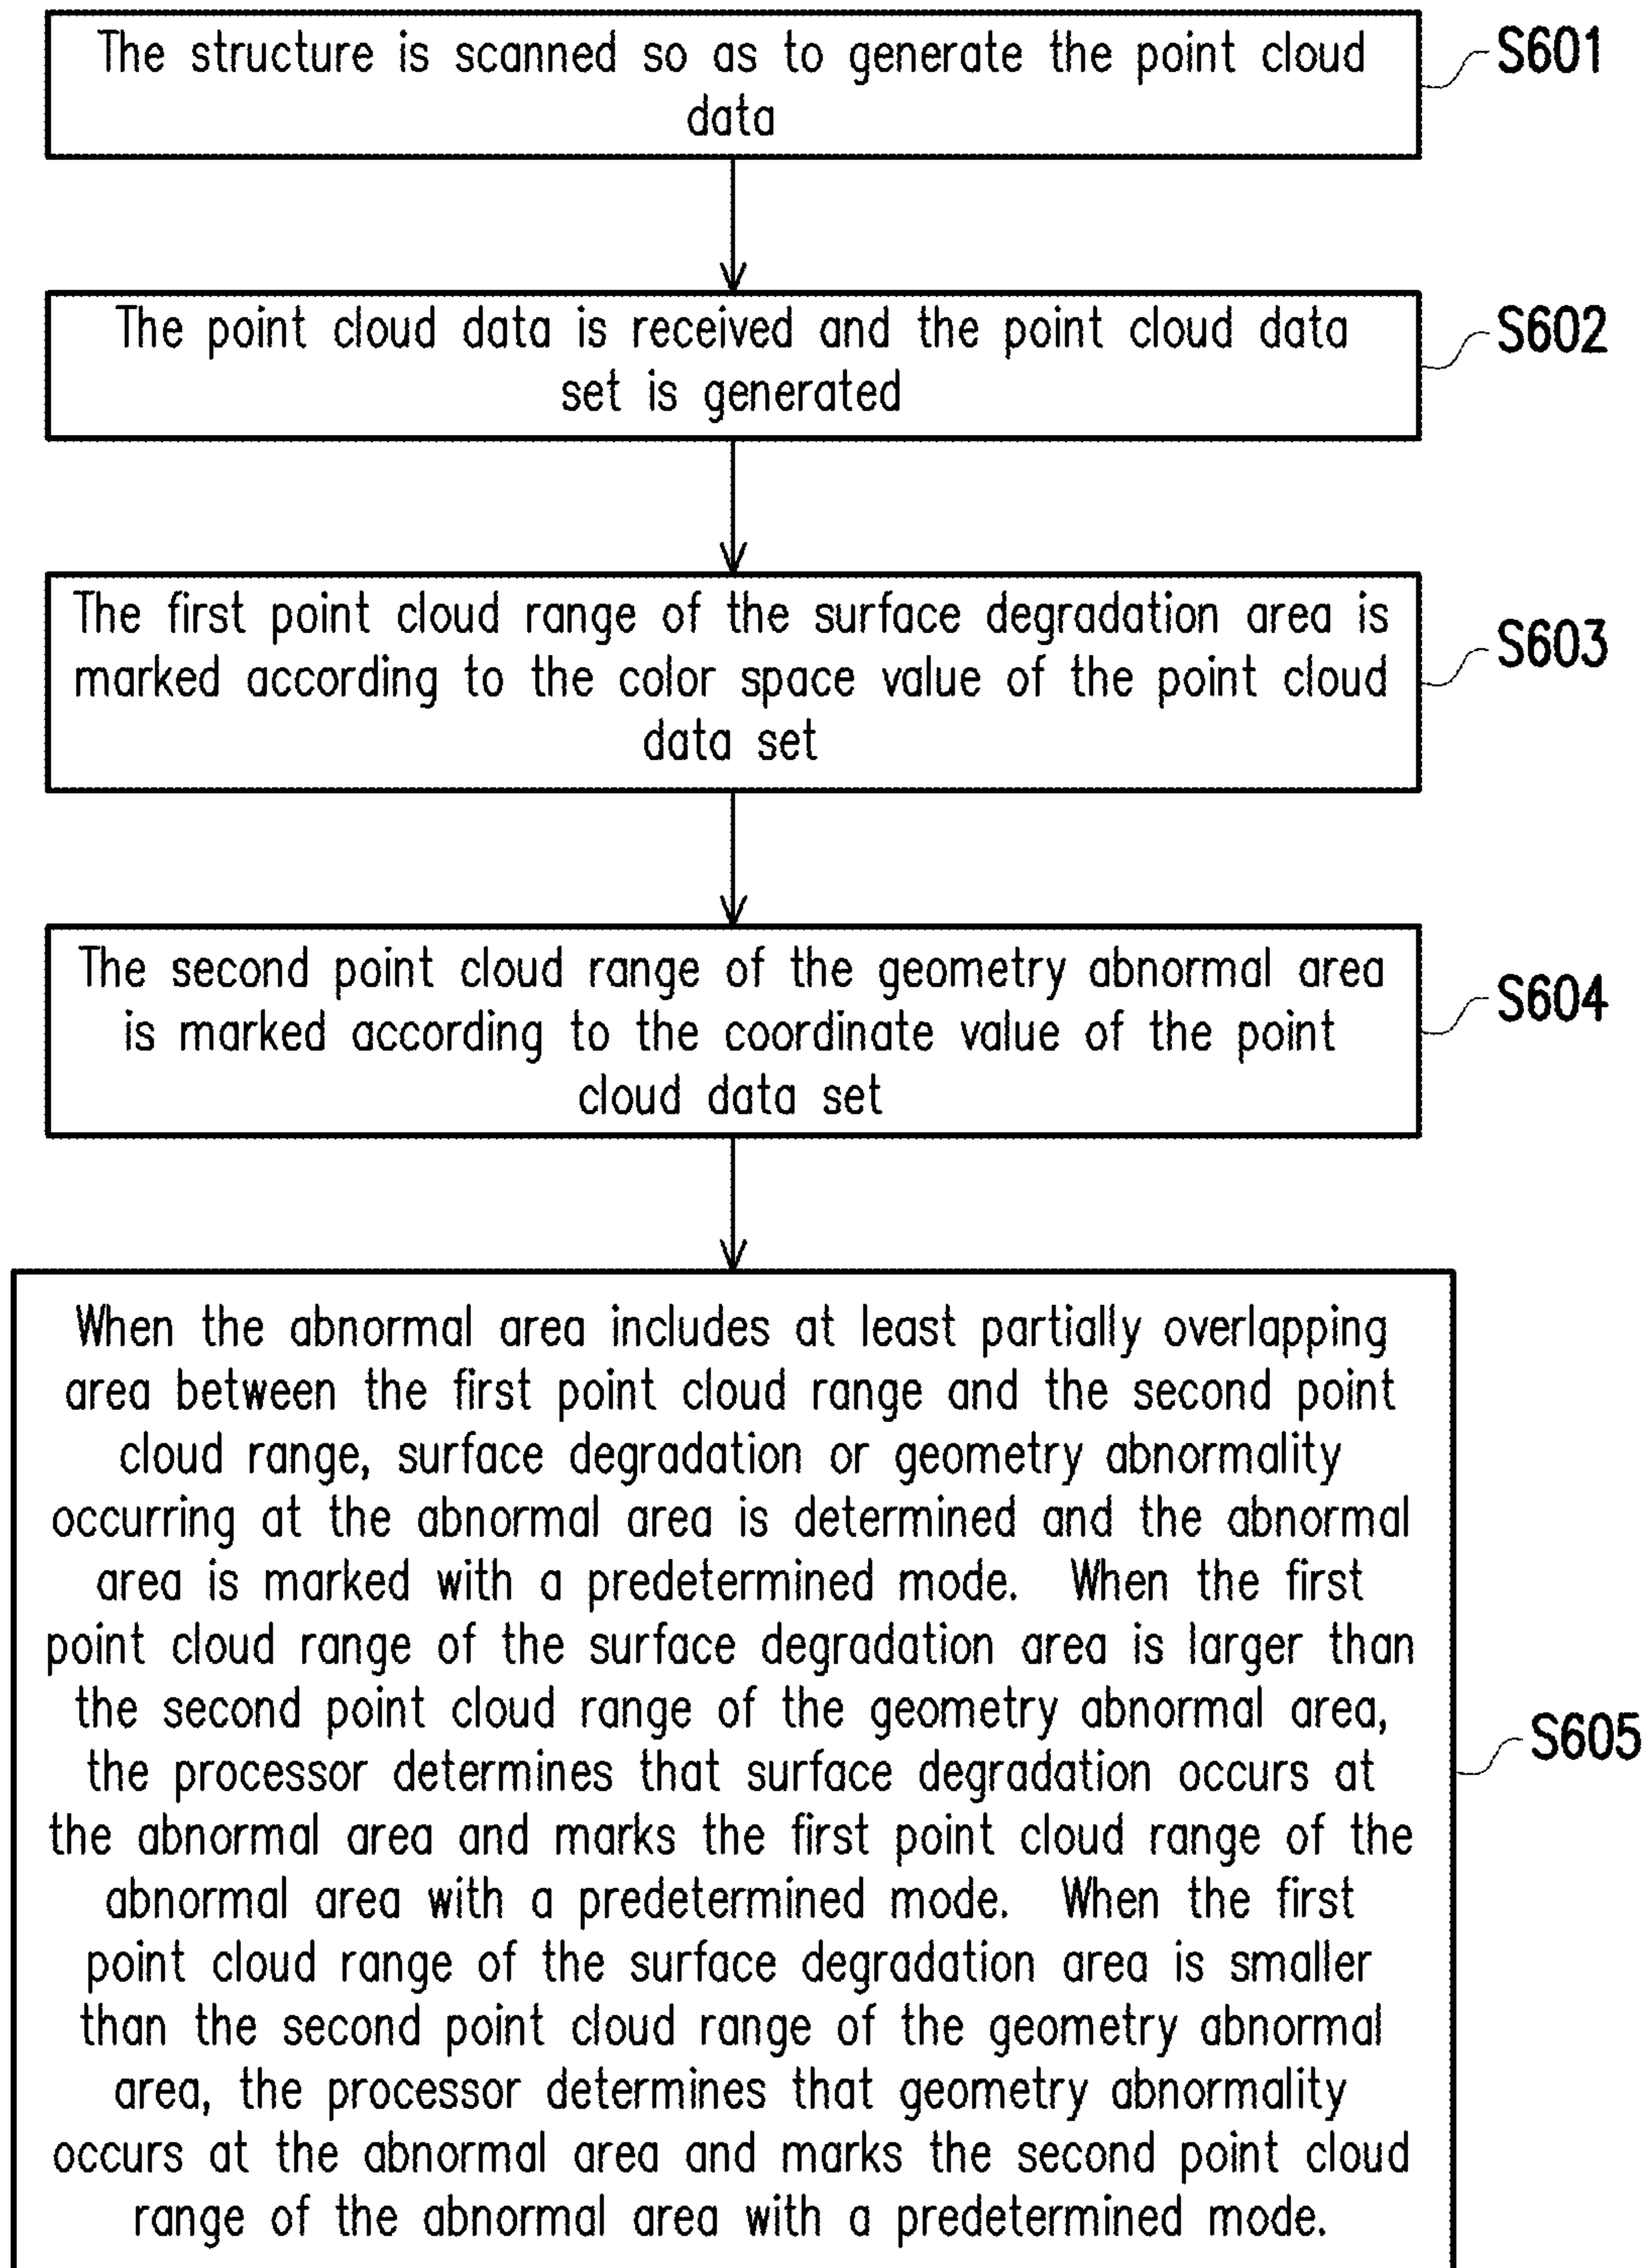 The structure is scanned so as to generate the point cloud
data
S601
The point cloud data is received and the point cloud data
set is generated
S602
The first point cloud range of the surface degradation area is
marked according to the color space value of the point cloud
data set
S603
The second point cloud range of the geometry abnormal area
is marked according to the coordinate value of the point
cloud data set
S604
When the abnormal area includes at least partially overlapping
area between the first point cloud range and the second point
cloud range, surface degradation or geometry abnormality
occurring at the abnormal area is determined and the abnormal
area is marked with a predetermined mode. When the first
point cloud range of the surface degradation area is larger than
the second point cloud range of the geometry abnormal area,
the processor determines that surface degradation occurs at
the abnormal area and marks the first point cloud range of the
abnormal area with a predetermined mode. When the first
point cloud range of the surface degradation area is smaller
than the second point cloud range of the geometry abnormal
area, the processor determines that geometry abnormality
occurs at the abnormal area and marks the second point cloud
range of the abnormal area with a predetermined mode.
S605